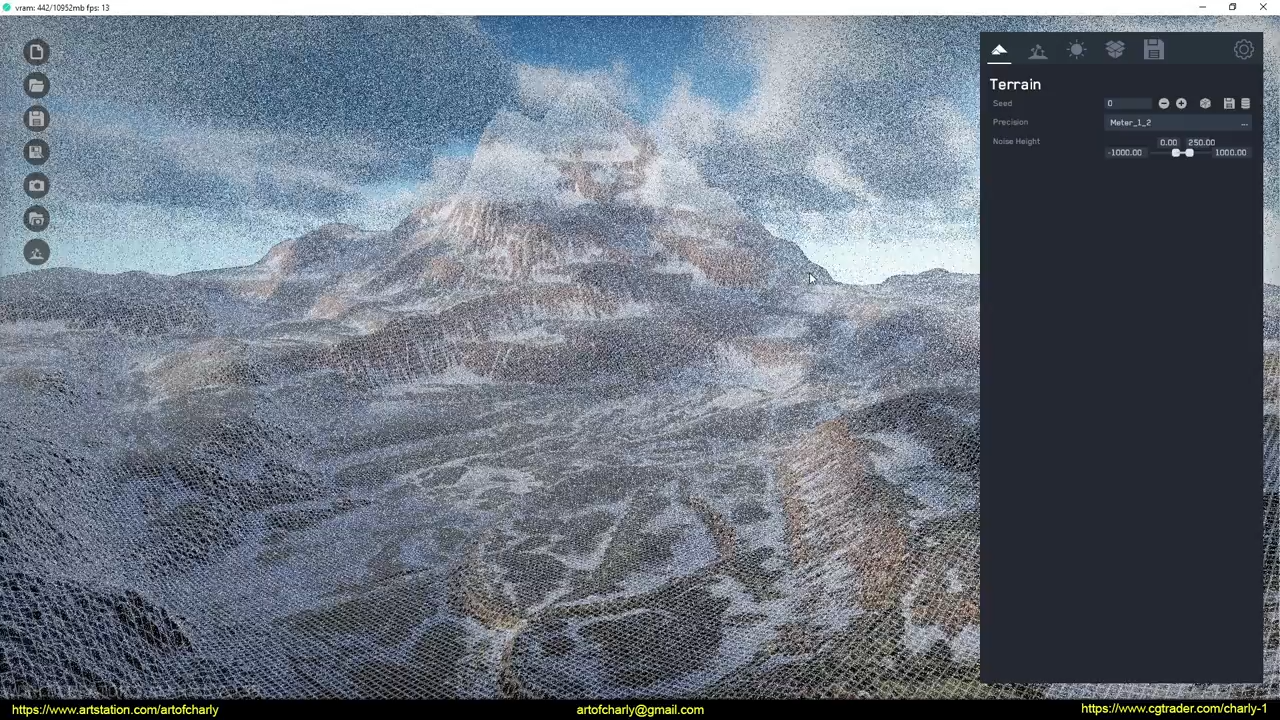 vram: 442/10952mb fps: 13
Terrain
Seed 0
Precision Meter_1_2 ...
Noise Height 0.00 250.00
-1000.00 1000.00
https://www.artstation.com/artofcharly artofcharly@gmail.com https://www.cgtrader.com/charly-1